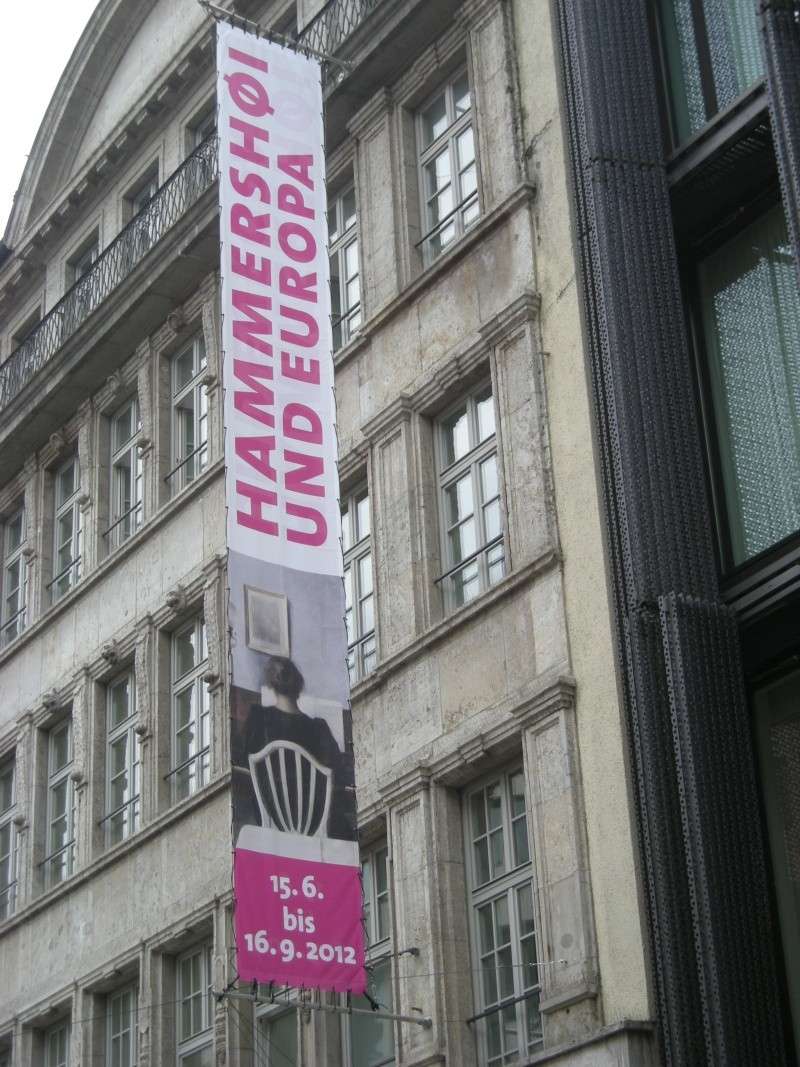 HAMMERSHØI
UND EUROPA
15.6.
bis
16.9.2012